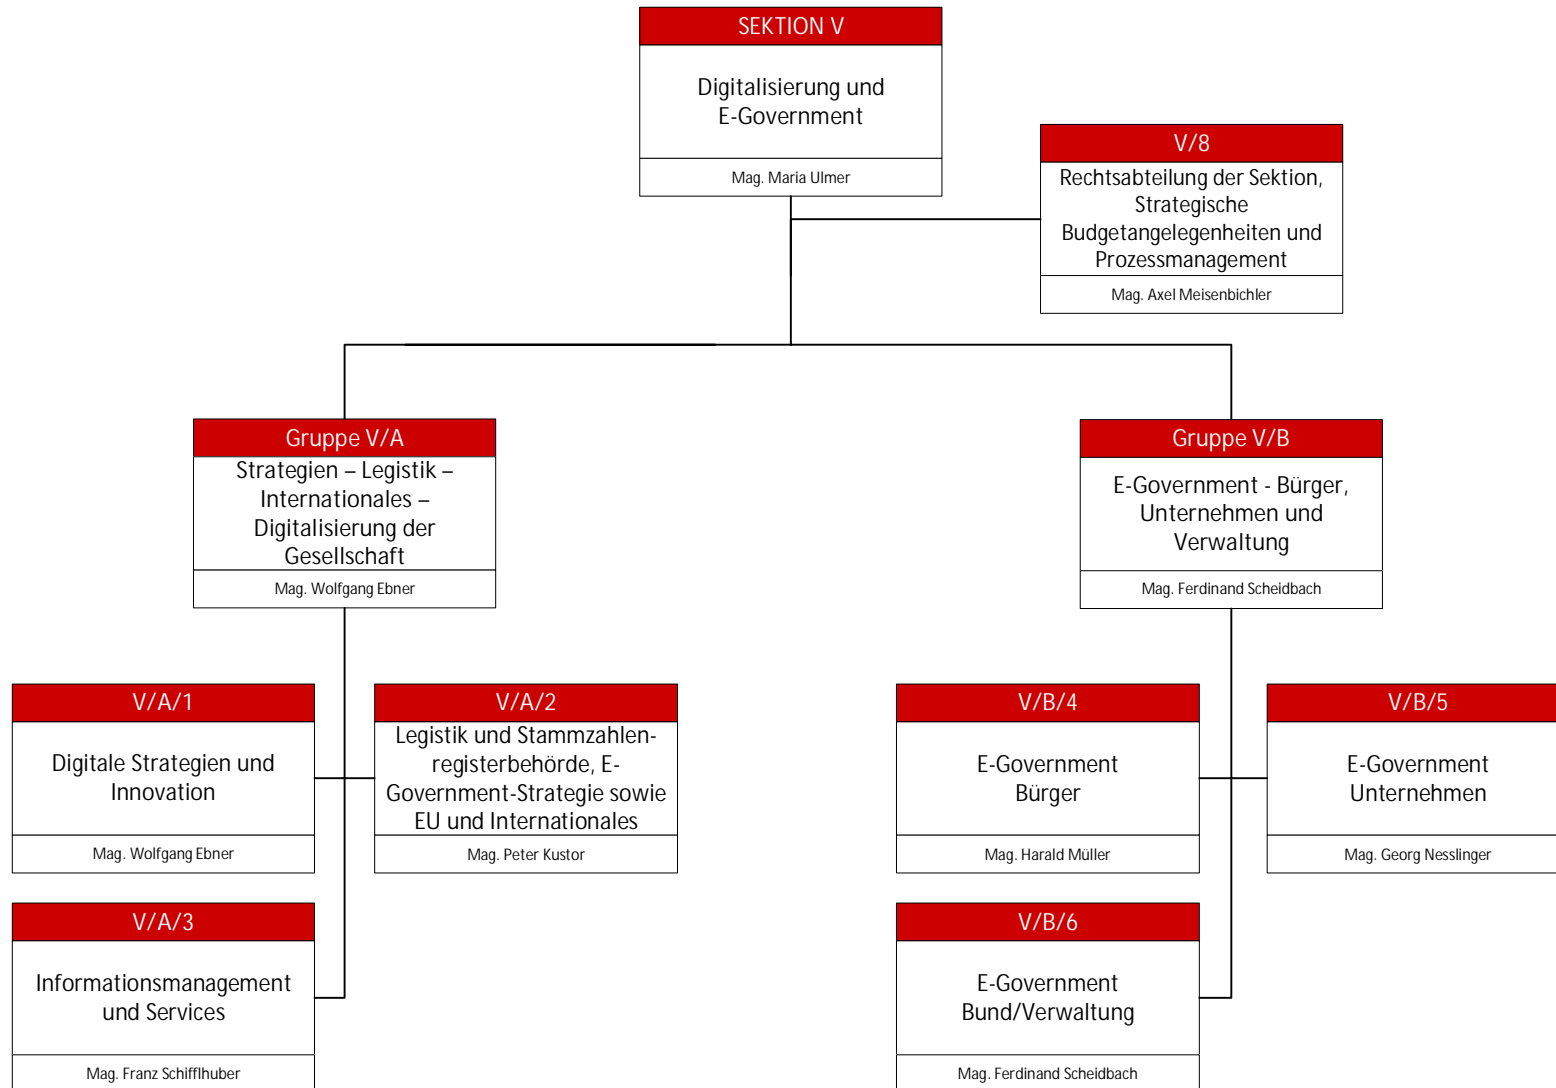 SEKTION V
Digitalisierung und
E-Government
Mag. Maria Ulmer
V/8
Rechtsabteilung der Sektion,
Strategische
Budgetangelegenheiten und
Prozessmanagement
Mag. Axel Meisenbichler
Gruppe V/A
Strategien – Legistik –
Internationales –
Digitalisierung der
Gesellschaft
Mag. Wolfgang Ebner
Gruppe V/B
E-Government - Bürger,
Unternehmen und
Verwaltung
Mag. Ferdinand Scheidbach
V/A/1
Digitale Strategien und
Innovation
Mag. Wolfgang Ebner
V/A/2
Legistik und Stammzahlen-
registerbehörde, E-
Government-Strategie sowie
EU und Internationales
Mag. Peter Kustor
V/B/4
E-Government
Bürger
Mag. Harald Müller
V/B/5
E-Government
Unternehmen
Mag. Georg Nesslinger
V/A/3
Informationsmanagement
und Services
Mag. Franz Schifflhuber
V/B/6
E-Government
Bund/Verwaltung
Mag. Ferdinand Scheidbach